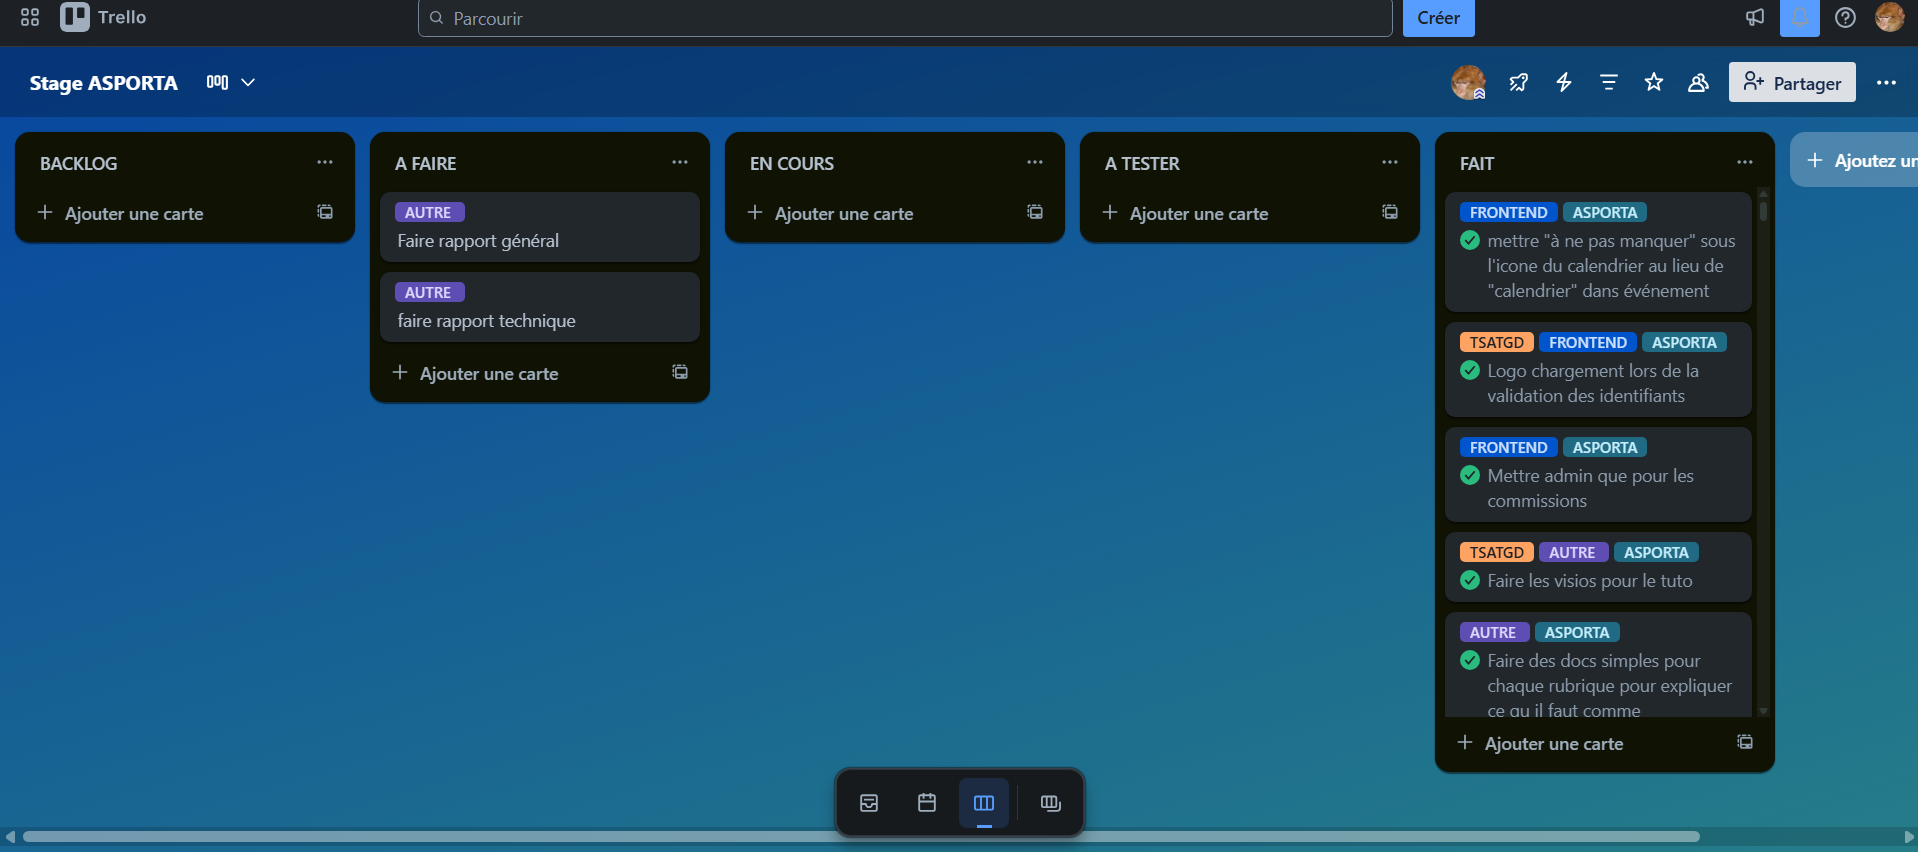 Trello
Parcourir
Créer
Stage ASPORTA
Partager
BACKLOG
Ajouter une carte
A FAIRE
AUTRE
Faire rapport général
AUTRE
faire rapport technique
Ajouter une carte
EN COURS
Ajouter une carte
A TESTER
Ajouter une carte
FAIT
FRONTEND ASPORTA
mettre "à ne pas manquer" sous
l'icone du calendrier au lieu de
"calendrier" dans événement
TSATGD FRONTEND ASPORTA
Logo chargement lors de la
validation des identifiants
FRONTEND ASPORTA
Mettre admin que pour les
commissions
TSATGD AUTRE ASPORTA
Faire les visios pour le tuto
AUTRE ASPORTA
Faire des docs simples pour
chaque rubrique pour expliquer
ce qu il faut comme
Ajouter une carte
Ajoutez un